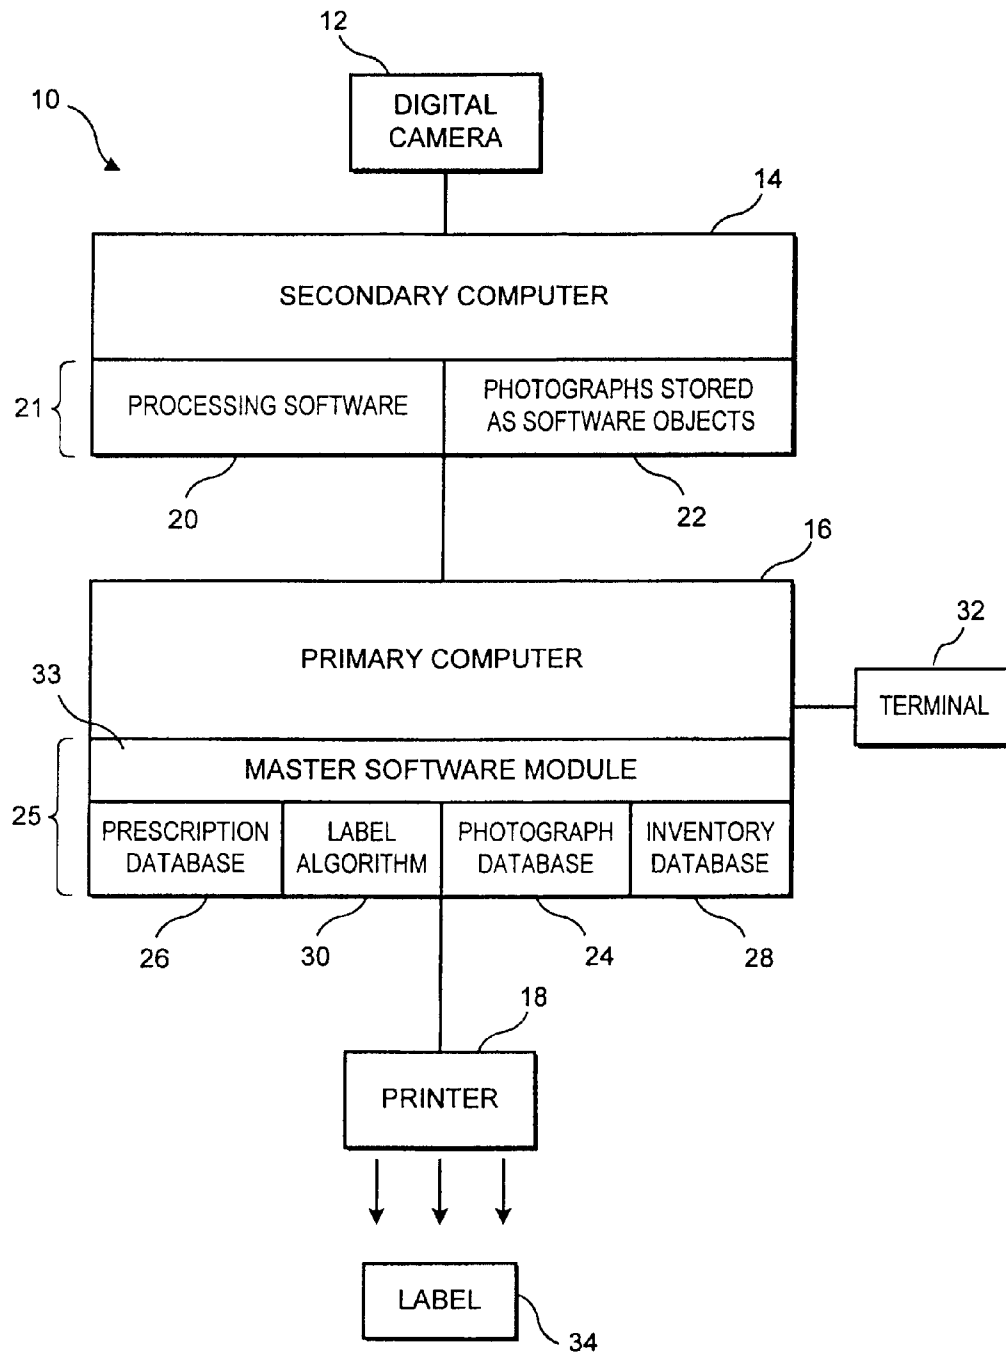 12
DIGITAL
CAMERA
10
14
SECONDARY COMPUTER
21
PROCESSING SOFTWARE
PHOTOGRAPHS STORED
AS SOFTWARE OBJECTS
20
22
16
PRIMARY COMPUTER
32
TERMINAL
33
MASTER SOFTWARE MODULE
25
PRESCRIPTION
DATABASE
LABEL
ALGORITHM
PHOTOGRAPH
DATABASE
INVENTORY
DATABASE
26
30
24
28
18
PRINTER
LABEL
34